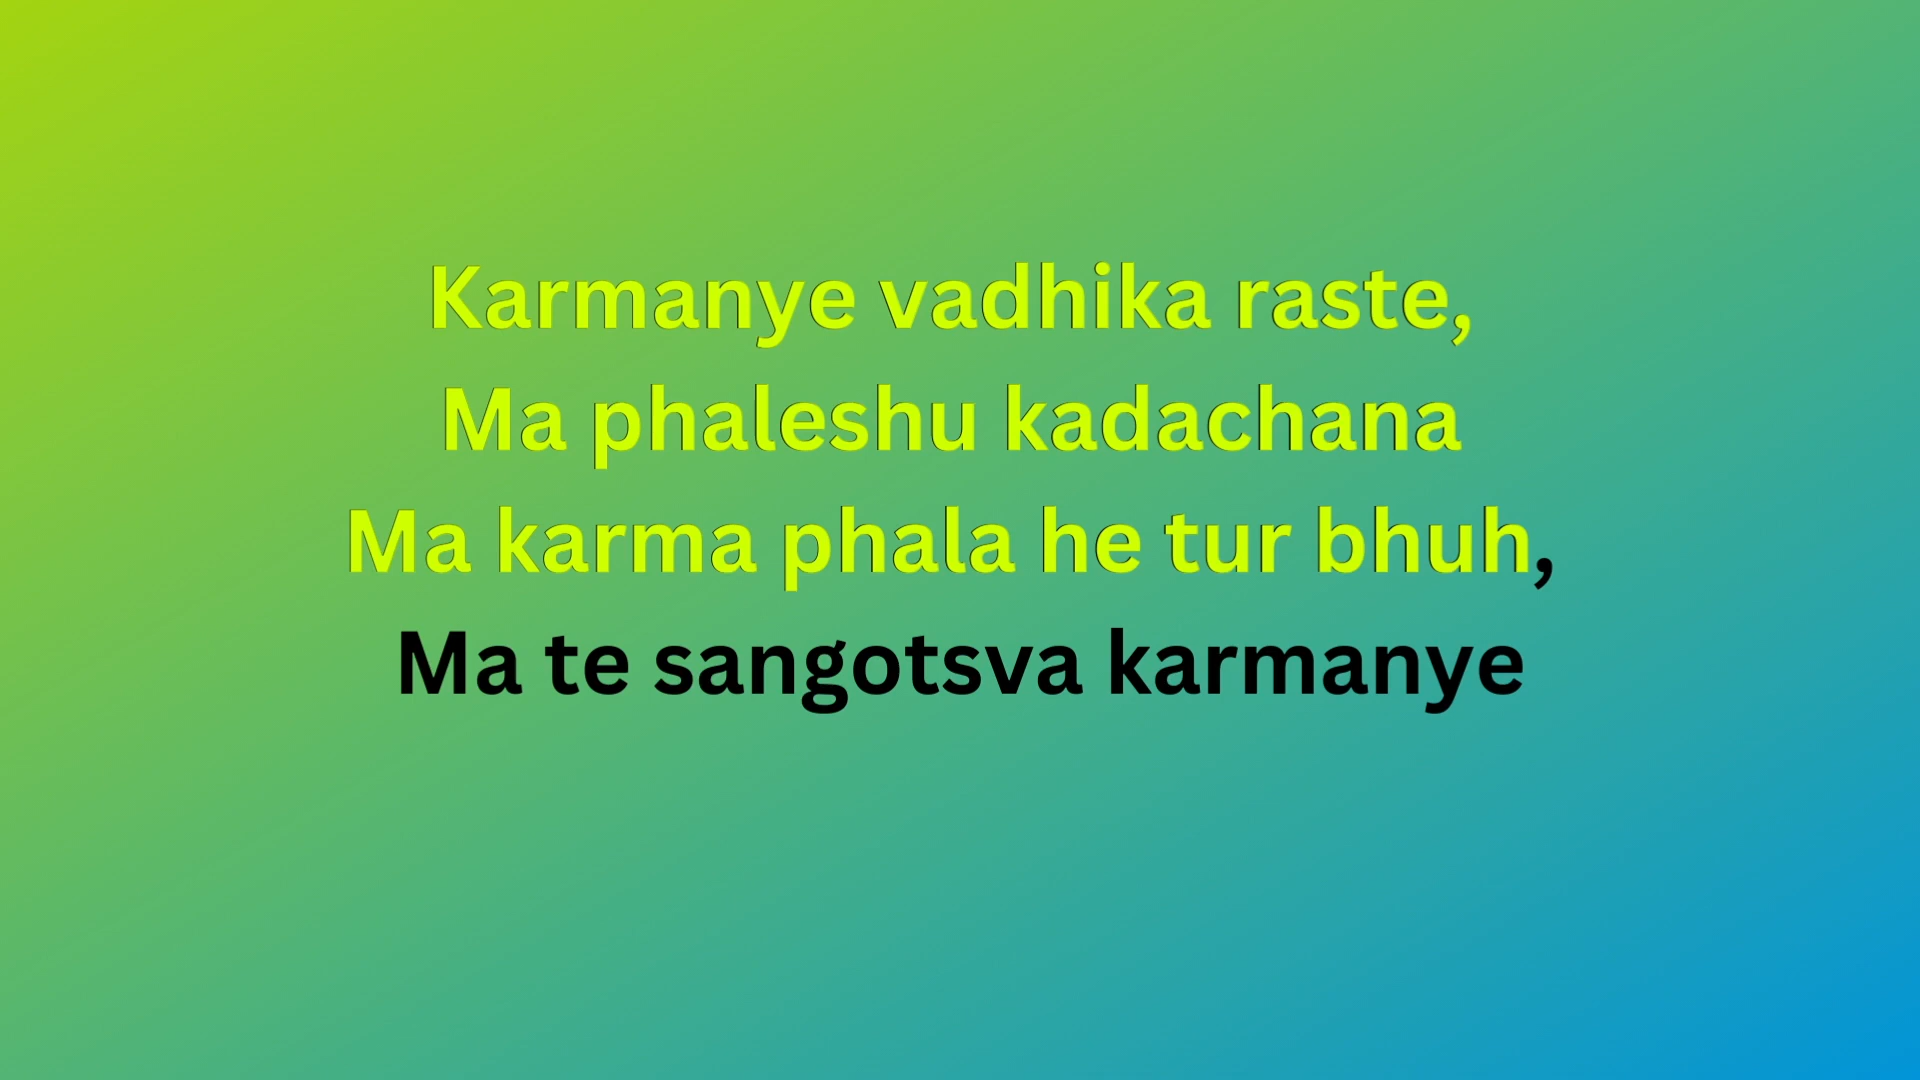 Karmanye vadhika raste,
Ma phaleshu kadachana
Ma karma phala he tur bhuh,
Ma te sangotsva karmanye